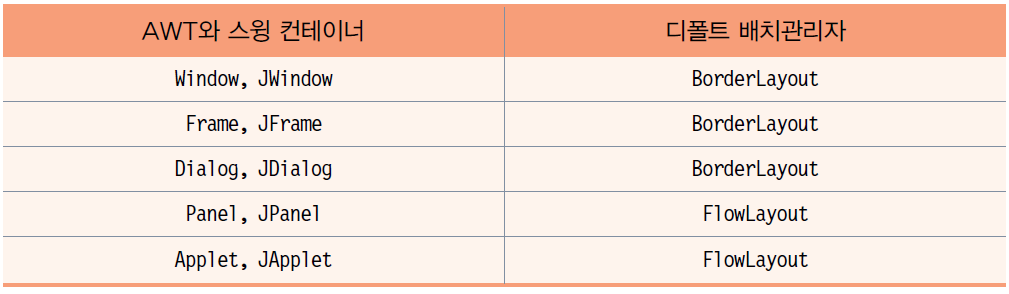 AWT와 스윙 컨테이너 디폴트 배치관리자
Window, JWindow BorderLayout
Frame, JFrame BorderLayout
Dialog, JDialog BorderLayout
Panel, JPanel FlowLayout
Applet, JApplet FlowLayout